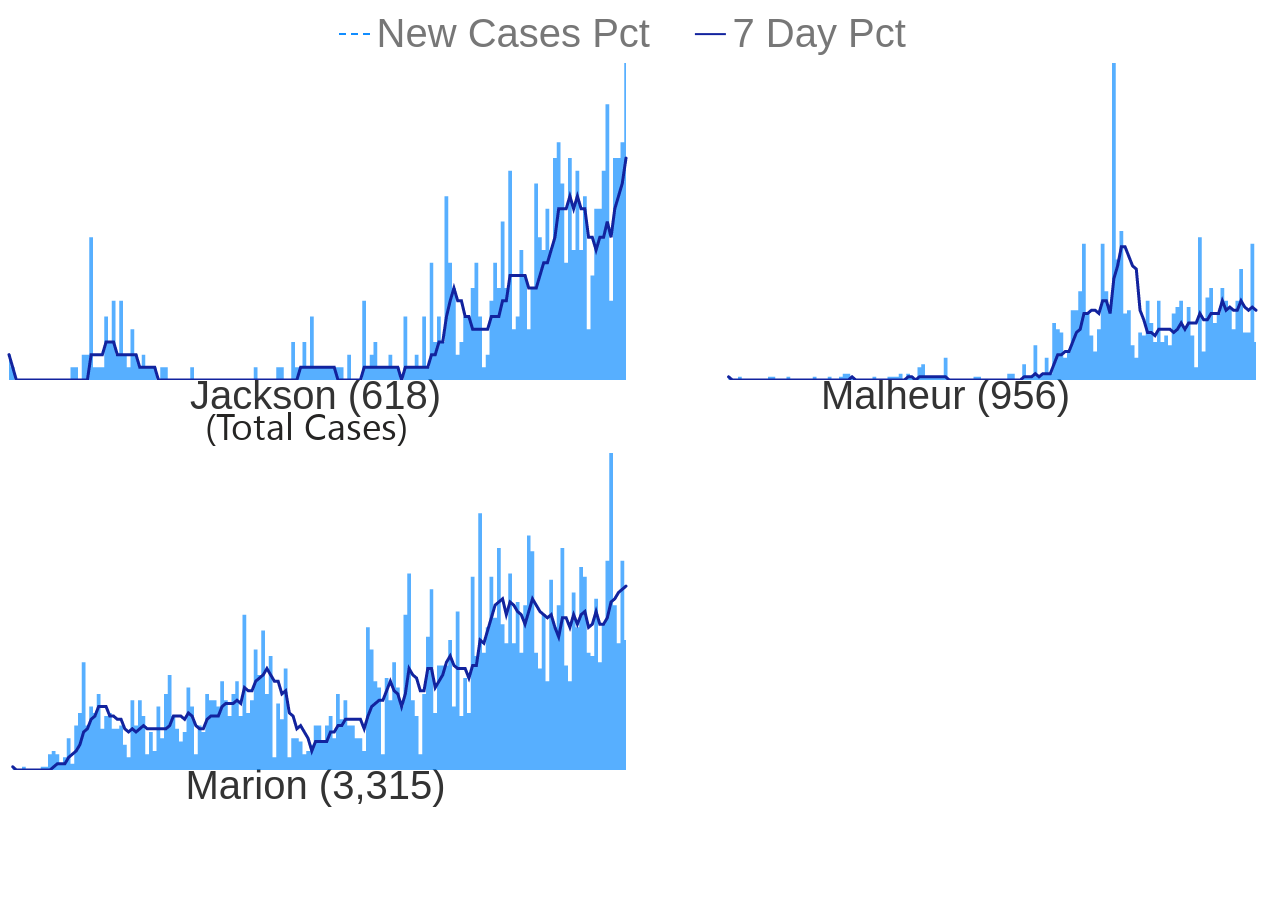 New Cases Pct 7 Day Pct
Jackson (618)
(Total Cases)
Malheur (956)
Marion (3,315)